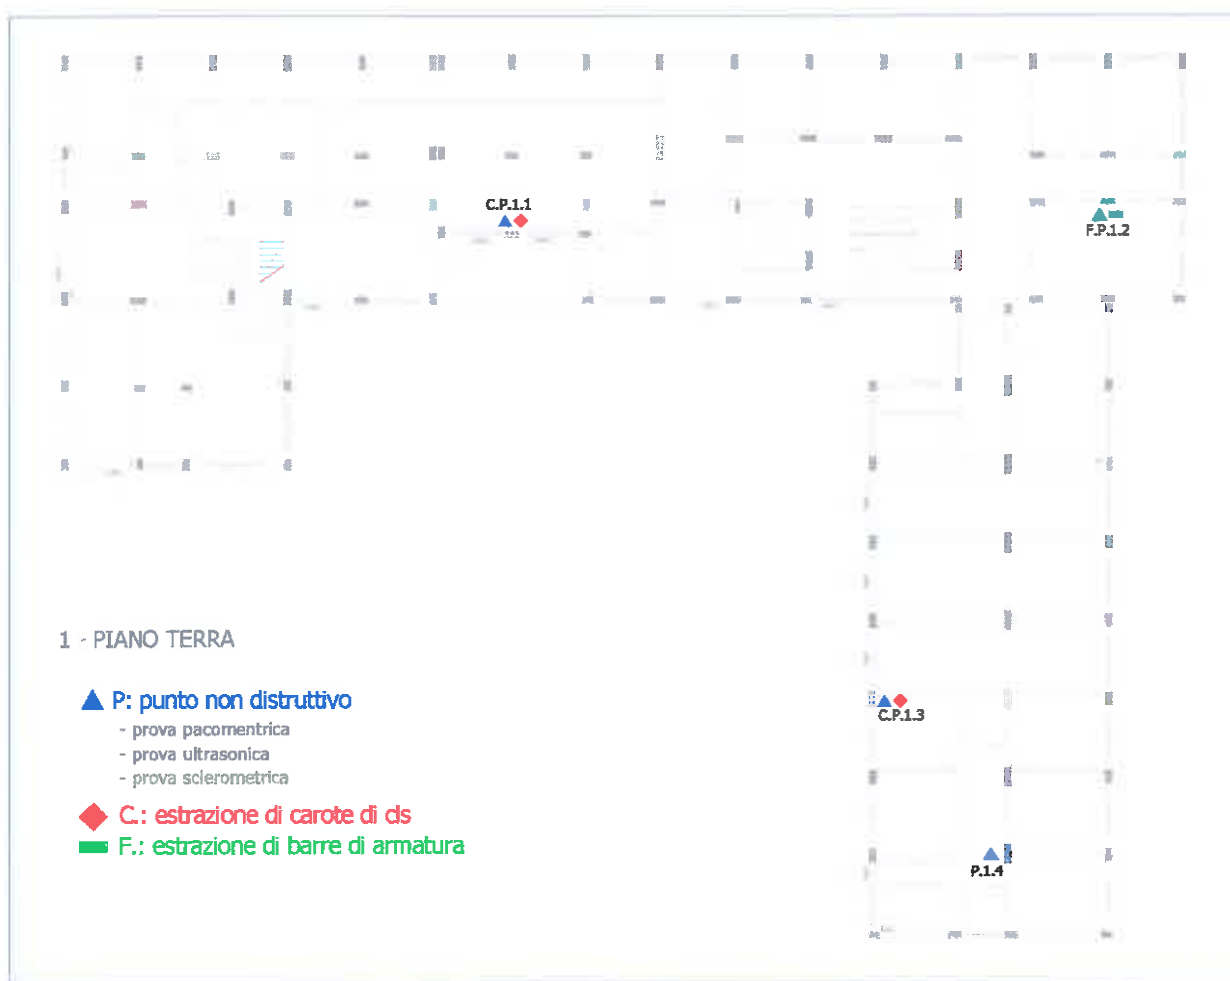 C.P.1.1
F.P.1.2
1 - PIANO TERRA
P: punto non distruttivo
- prova pacomentrica
- prova ultrasonica
- prova sclerometrica
C.: estrazione di carote di cls
F.: estrazione di barre di armatura
C.P.1.3
P.1.4